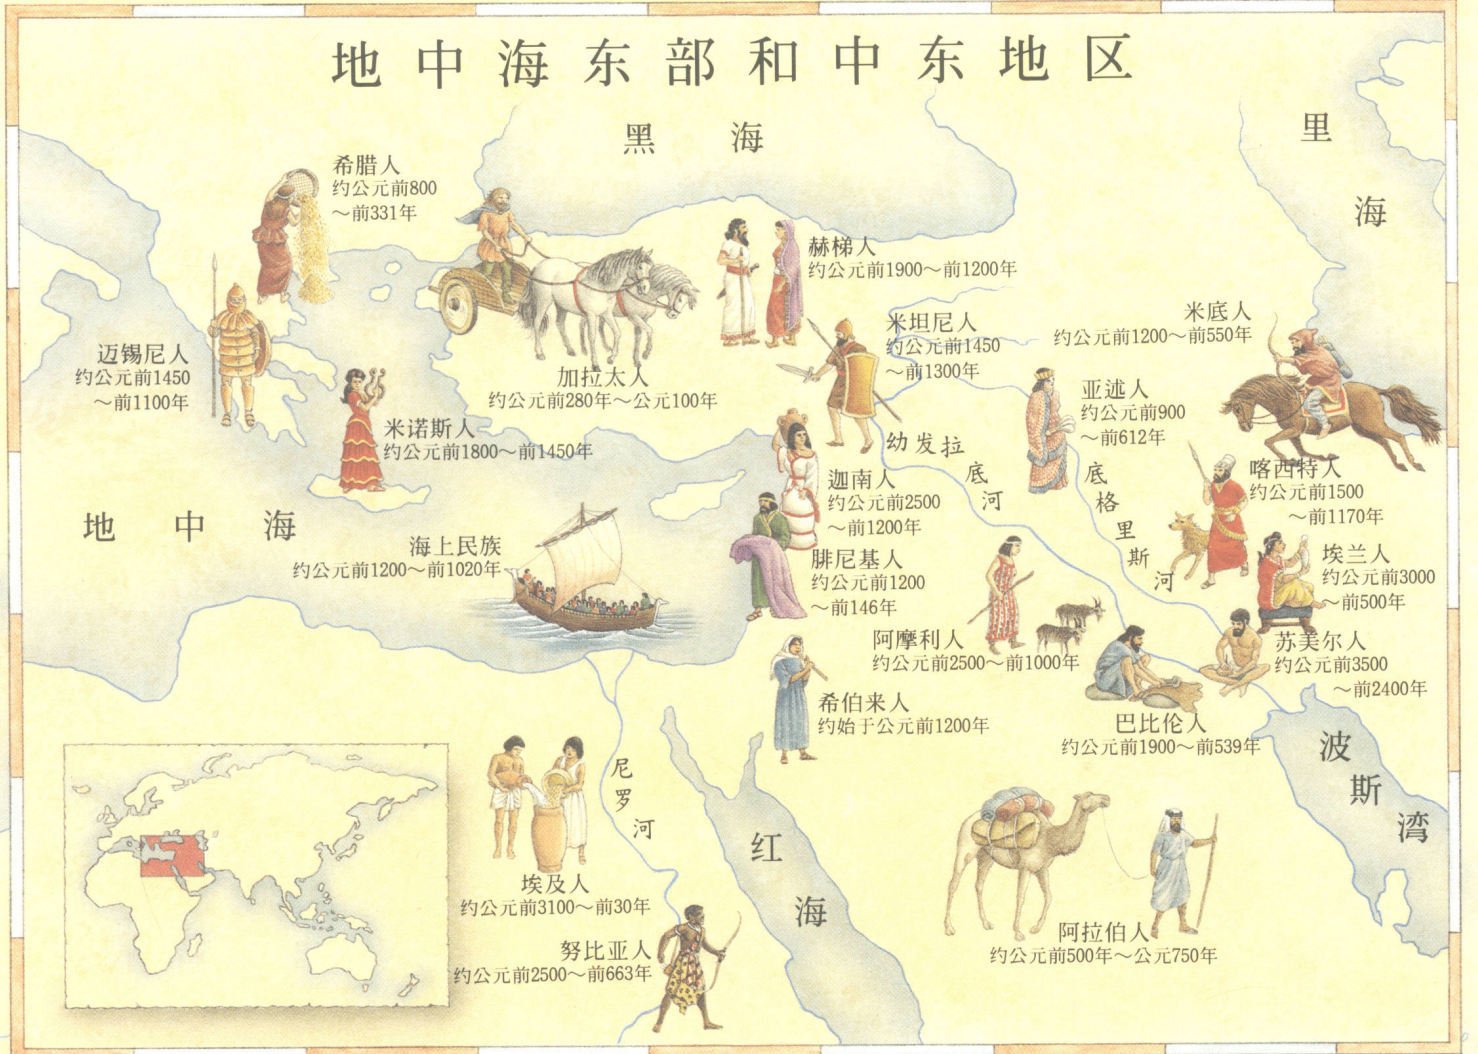 地中海东部和中东地区
黑海
里海
希腊人
约公元前800
～前331年
赫梯人
约公元前1900～前1200年
米坦尼人
约公元前1450
～前1300年
米底人
约公元前1200～前550年
迈锡尼人
约公元前1450
～前1100年
加拉太人
约公元前280年～公元100年
亚述人
约公元前900
～前612年
米诺斯人
约公元前1800～前1450年
幼发拉底河
底格里斯河
喀西特人
约公元前1500
～前1170年
迦南人
约公元前2500
～前1200年
地中海
海上民族
约公元前1200～前1020年
腓尼基人
约公元前1200
～前146年
埃兰人
约公元前3000
～前500年
阿摩利人
约公元前2500～前1000年
苏美尔人
约公元前3500
～前2400年
希伯来人
约始于公元前1200年
巴比伦人
约公元前1900～前539年
波斯湾
尼罗河
红海
埃及人
约公元前3100～前30年
努比亚人
约公元前2500～前663年
阿拉伯人
约公元前500年～公元750年